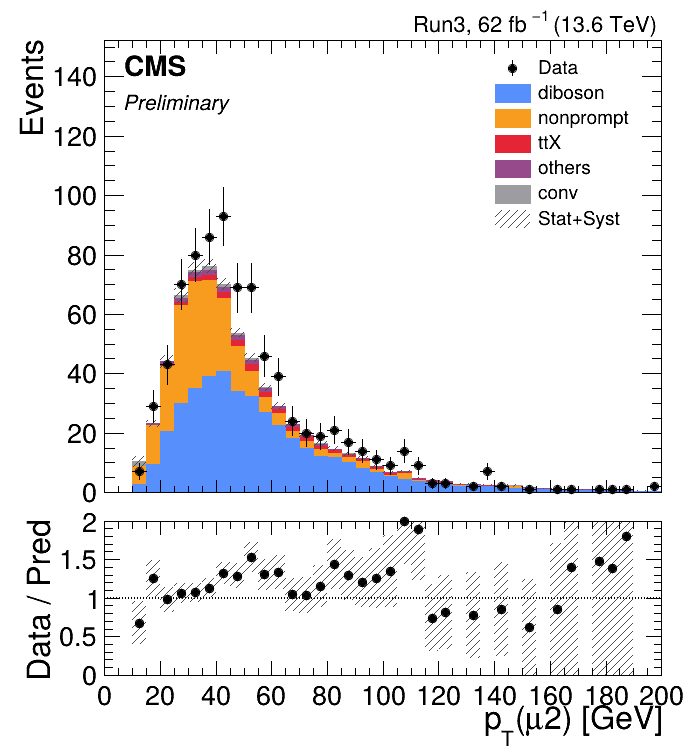 Run3, 62 fb⁻¹ (13.6 TeV)
Events
CMS
Preliminary
Data
diboson
nonprompt
ttX
others
conv
Stat+Syst
140
120
100
80
60
40
20
0
Data / Pred
2
1.5
1
0.5
0
0 20 40 60 80 100 120 140 160 180 200
p_T(μ2) [GeV]